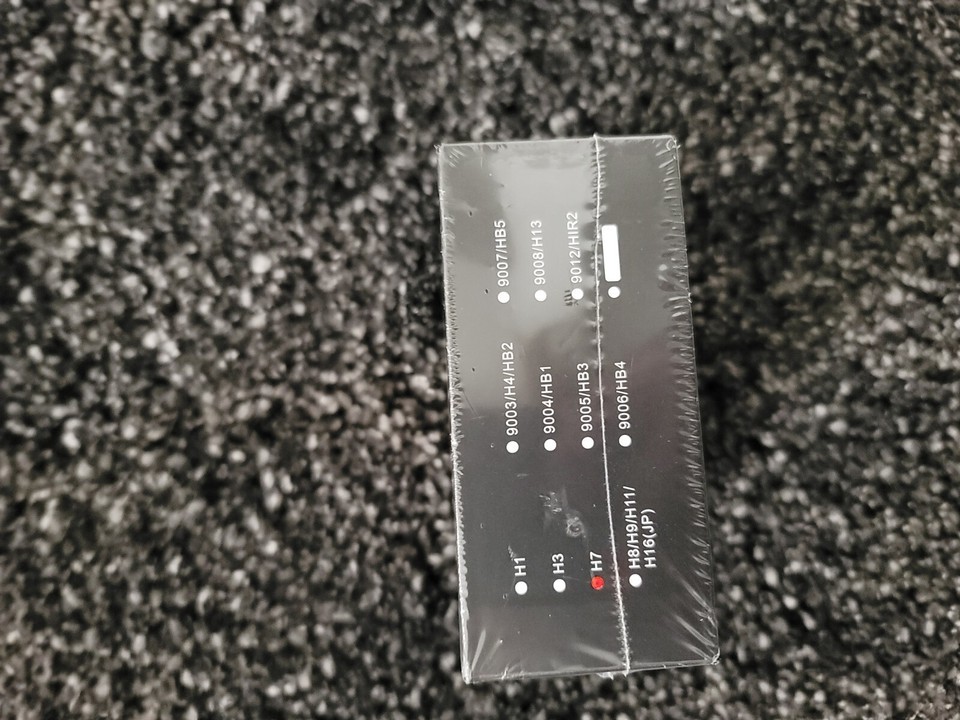 H1
H3
H7
H8/H9/H11/
H16(JP)
9003/H4/HB2
9004/HB1
9005/HB3
9006/HB4
9007/HB5
9008/H13
9012/HIR2